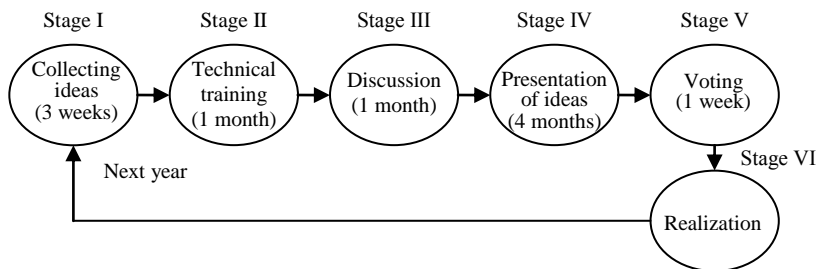 Stage I
Stage II
Stage III
Stage IV
Stage V
Collecting
ideas
(3 weeks)
Technical
training
(1 month)
Discussion
(1 month)
Presentation
of ideas
(4 months)
Voting
(1 week)
Stage VI
Next year
Realization